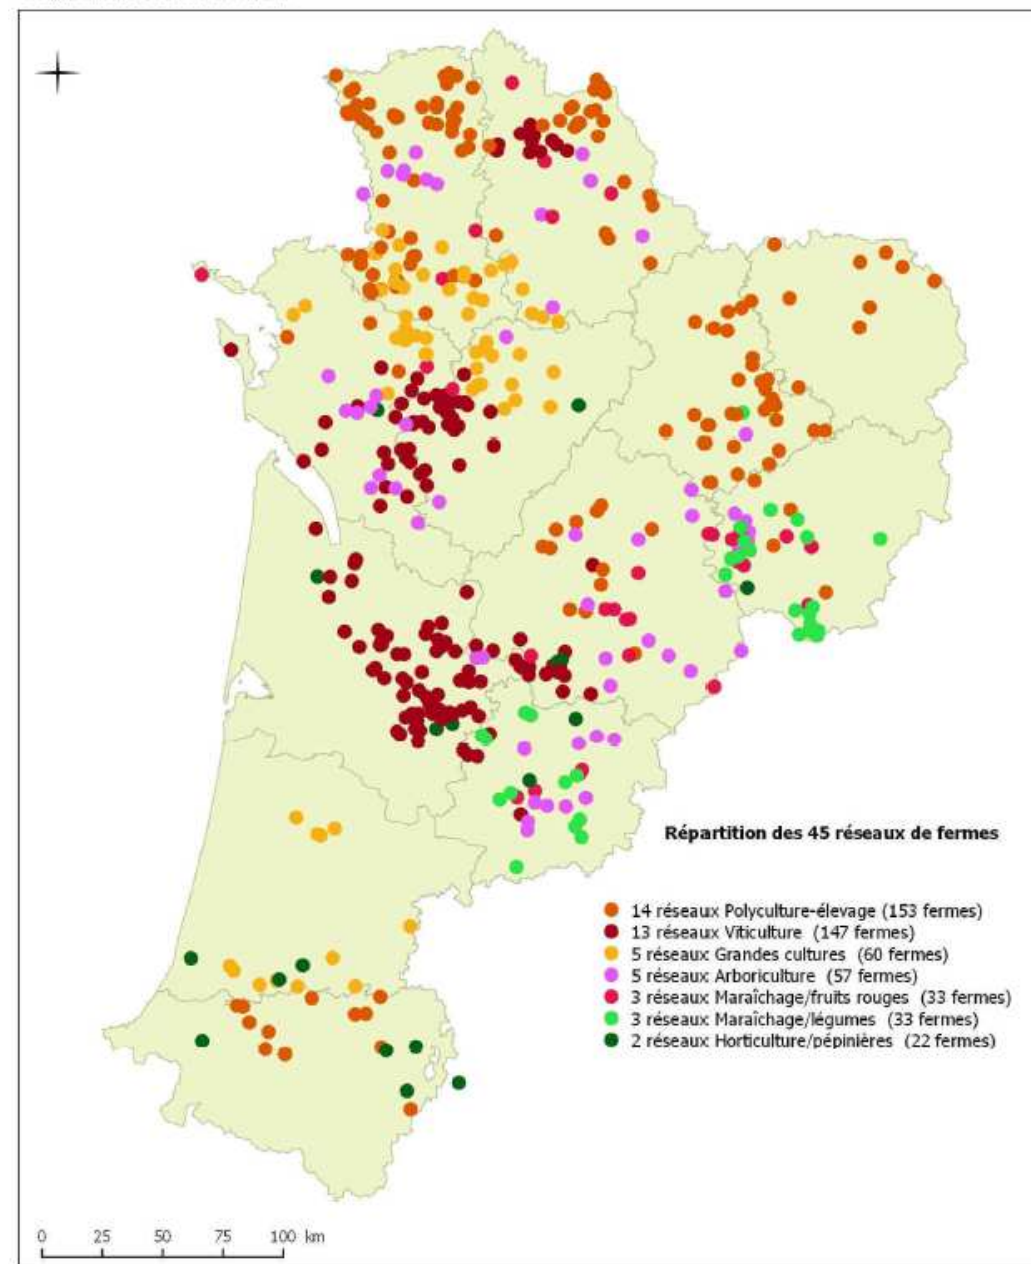 Répartition des 45 réseaux de fermes
14 réseaux Polyculture-élevage (153 fermes)
13 réseaux Viticulture (147 fermes)
5 réseaux Grandes cultures (60 fermes)
5 réseaux Arboriculture (57 fermes)
3 réseaux Maraîchage/fruits rouges (33 fermes)
3 réseaux Maraîchage/légumes (33 fermes)
2 réseaux Horticulture/pépinières (22 fermes)
0 25 50 75 100 km